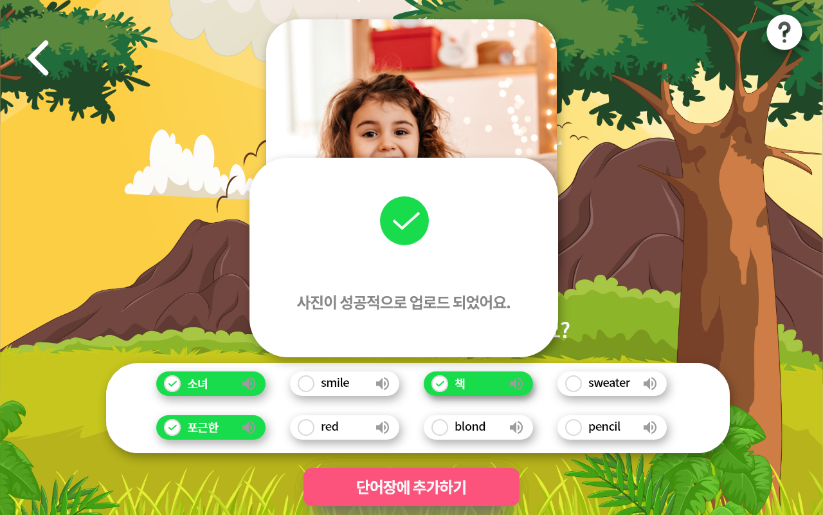 ?
사진이 성공적으로 업로드 되었어요.
?
소녀 smile 책 sweater
포근한 red blond pencil
단어장에 추가하기